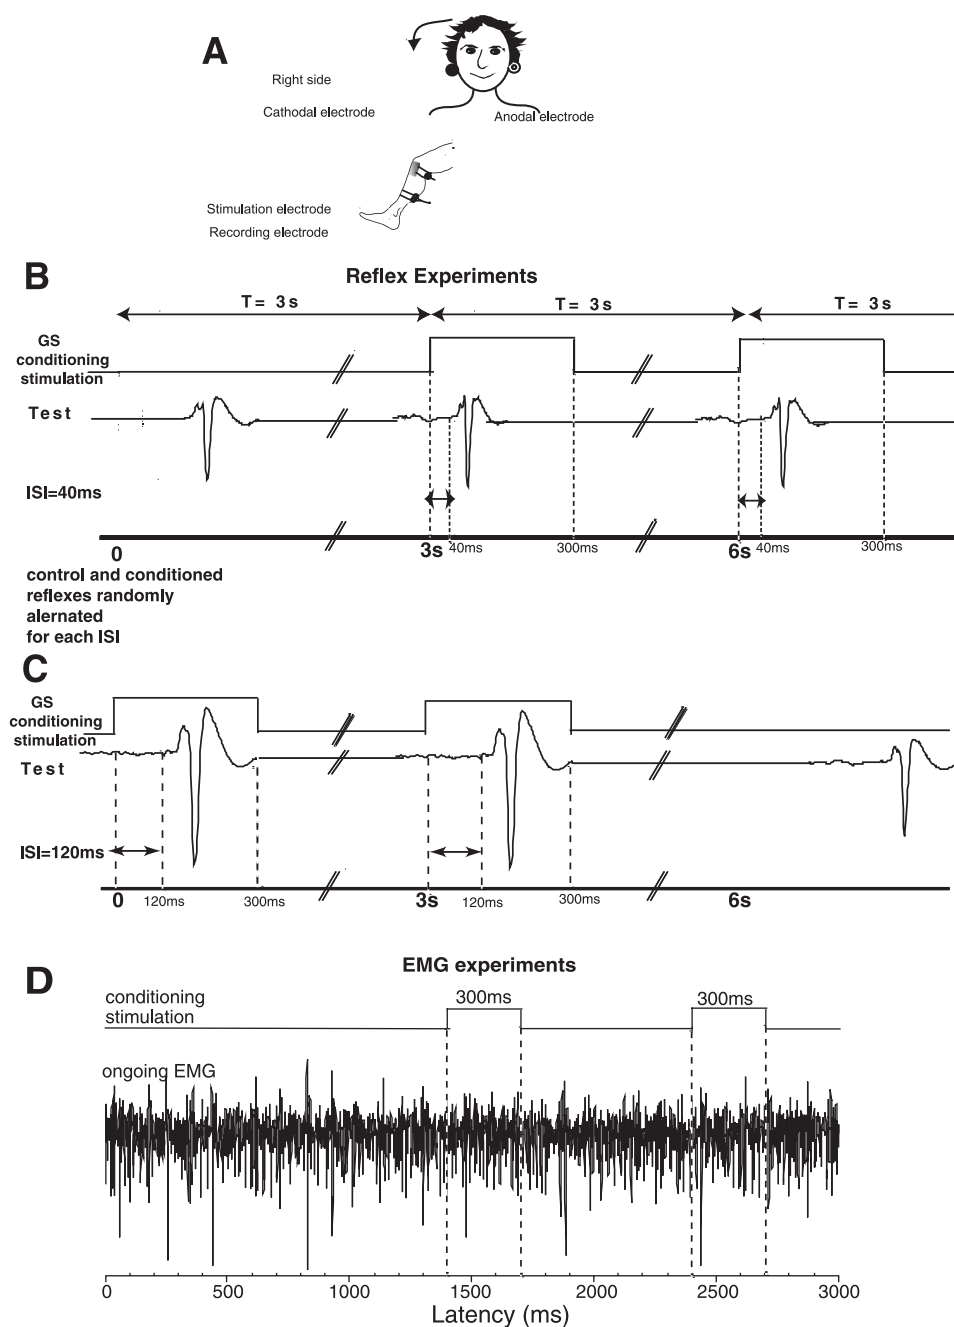 A
Right side
Cathodal electrode
Anodal electrode
Stimulation electrode
Recording electrode
B
Reflex Experiments
T = 3 s
T = 3 s
T = 3 s
GS
conditioning
stimulation
Test
ISI=40ms
0
3s
40ms
300ms
6s
40ms
300ms
control and conditioned
reflexes randomly
alernated
for each ISI
C
GS
conditioning
stimulation
Test
ISI=120ms
0
120ms
300ms
3s
120ms
300ms
6s
D
EMG experiments
conditioning
stimulation
300ms
300ms
ongoing EMG
0
500
1000
1500
2000
2500
3000
Latency (ms)